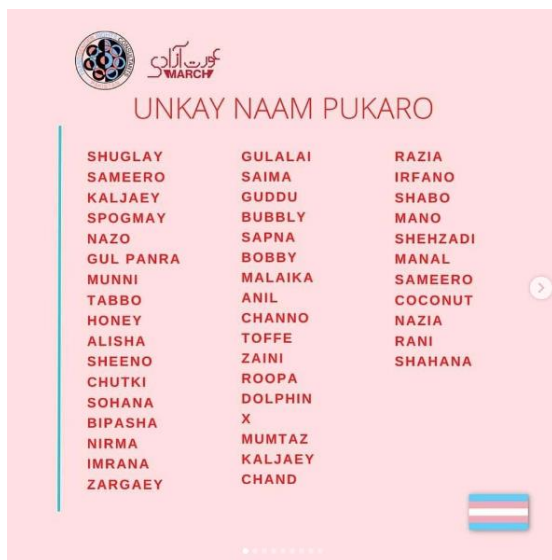 عورت آزادی
MARCH
UNKAY NAAM PUKARO
SHUGLAY
SAMEERO
KALJAEY
SPOGMAY
NAZO
GUL PANRA
MUNNI
TABBO
HONEY
ALISHA
SHEENO
CHUTKI
SOHANA
BIPASHA
NIRMA
IMRANA
ZARGAEY
GULALAI
SAIMA
GUDDU
BUBBLY
SAPNA
BOBBY
MALAIKA
ANIL
CHANNO
TOFFE
ZAINI
ROOPA
DOLPHIN
X
MUMTAZ
KALJAEY
CHAND
RAZIA
IRFANO
SHABO
MANO
SHEHZADI
MANAL
SAMEERO
COCONUT
NAZIA
RANI
SHAHANA